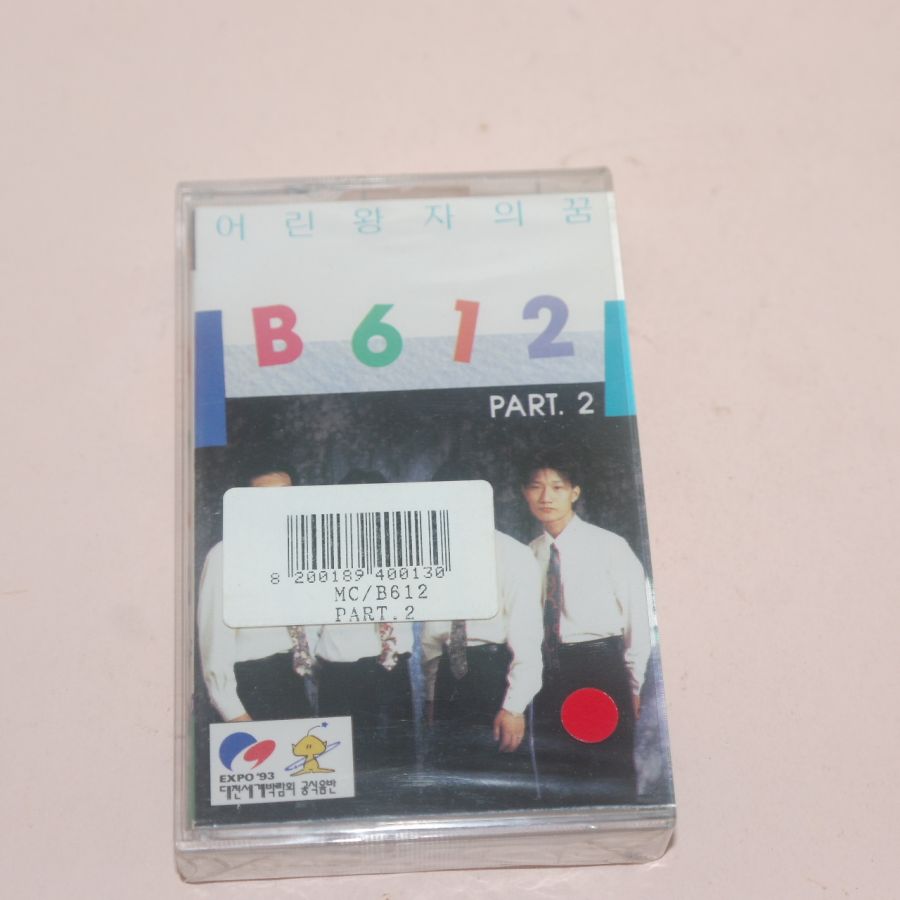 어린왕자의꿈
B612
PART. 2
8 200189 400130
MC/B612
PART.2
EXPO '93
대전세계박람회 공식음반